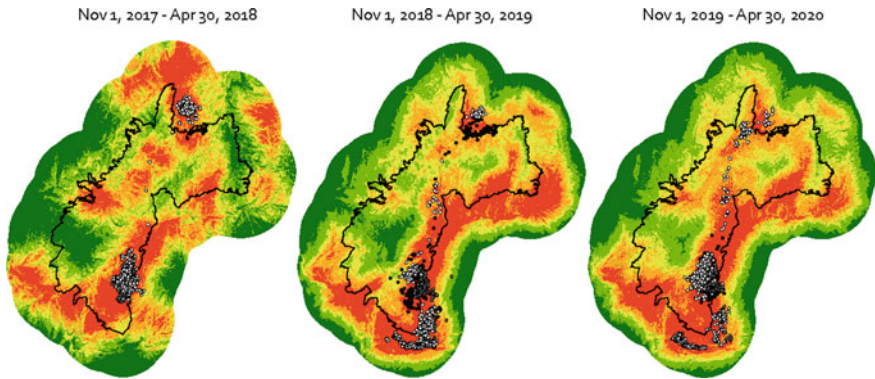 Nov 1, 2017 - Apr 30, 2018
Nov 1, 2018 - Apr 30, 2019
Nov 1, 2019 - Apr 30, 2020